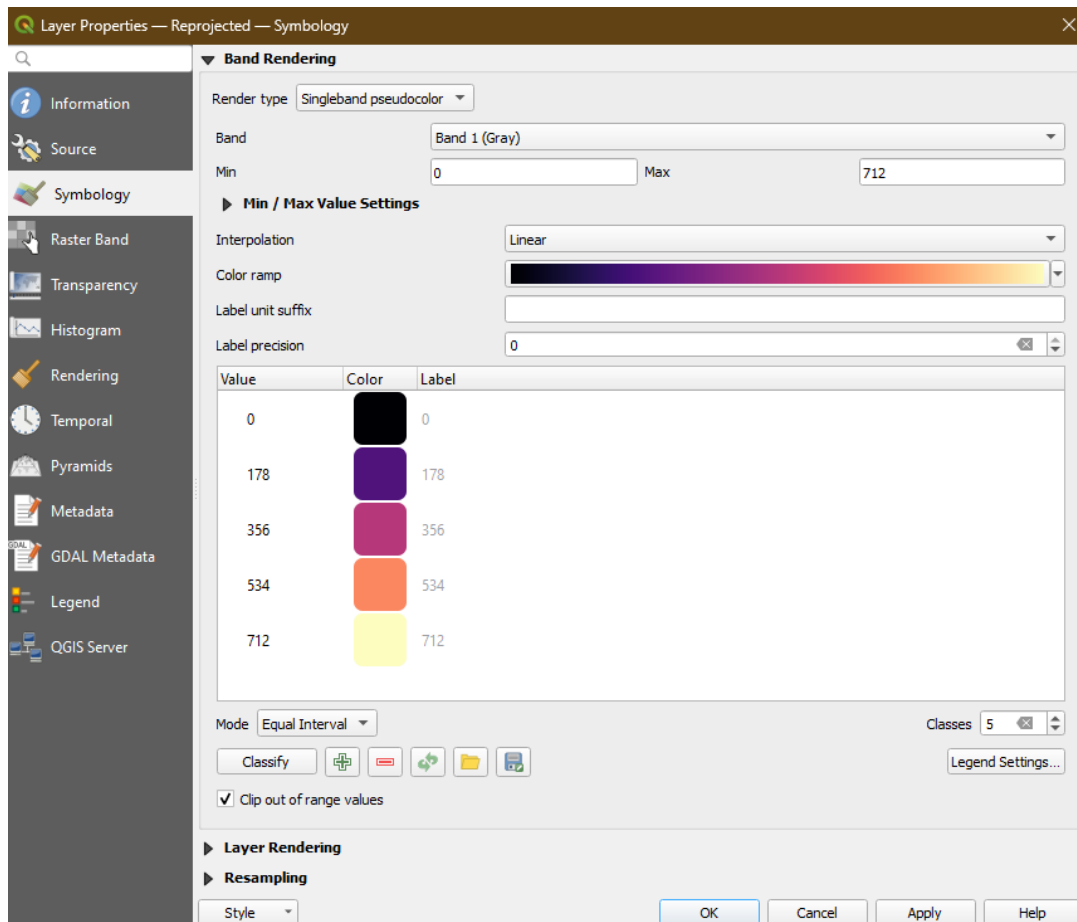 Layer Properties — Reprojected — Symbology
Information
Source
Symbology
Raster Band
Transparency
Histogram
Rendering
Temporal
Pyramids
Metadata
GDAL Metadata
Legend
QGIS Server
Band Rendering
Render type Singleband pseudocolor
Band Band 1 (Gray)
Min 0 Max 712
Min / Max Value Settings
Interpolation Linear
Color ramp
Label unit suffix
Label precision 0
Value Color Label
0 0
178 178
356 356
534 534
712 712
Mode Equal Interval Classes 5
Classify Legend Settings...
Clip out of range values
Layer Rendering
Resampling
Style OK Cancel Apply Help